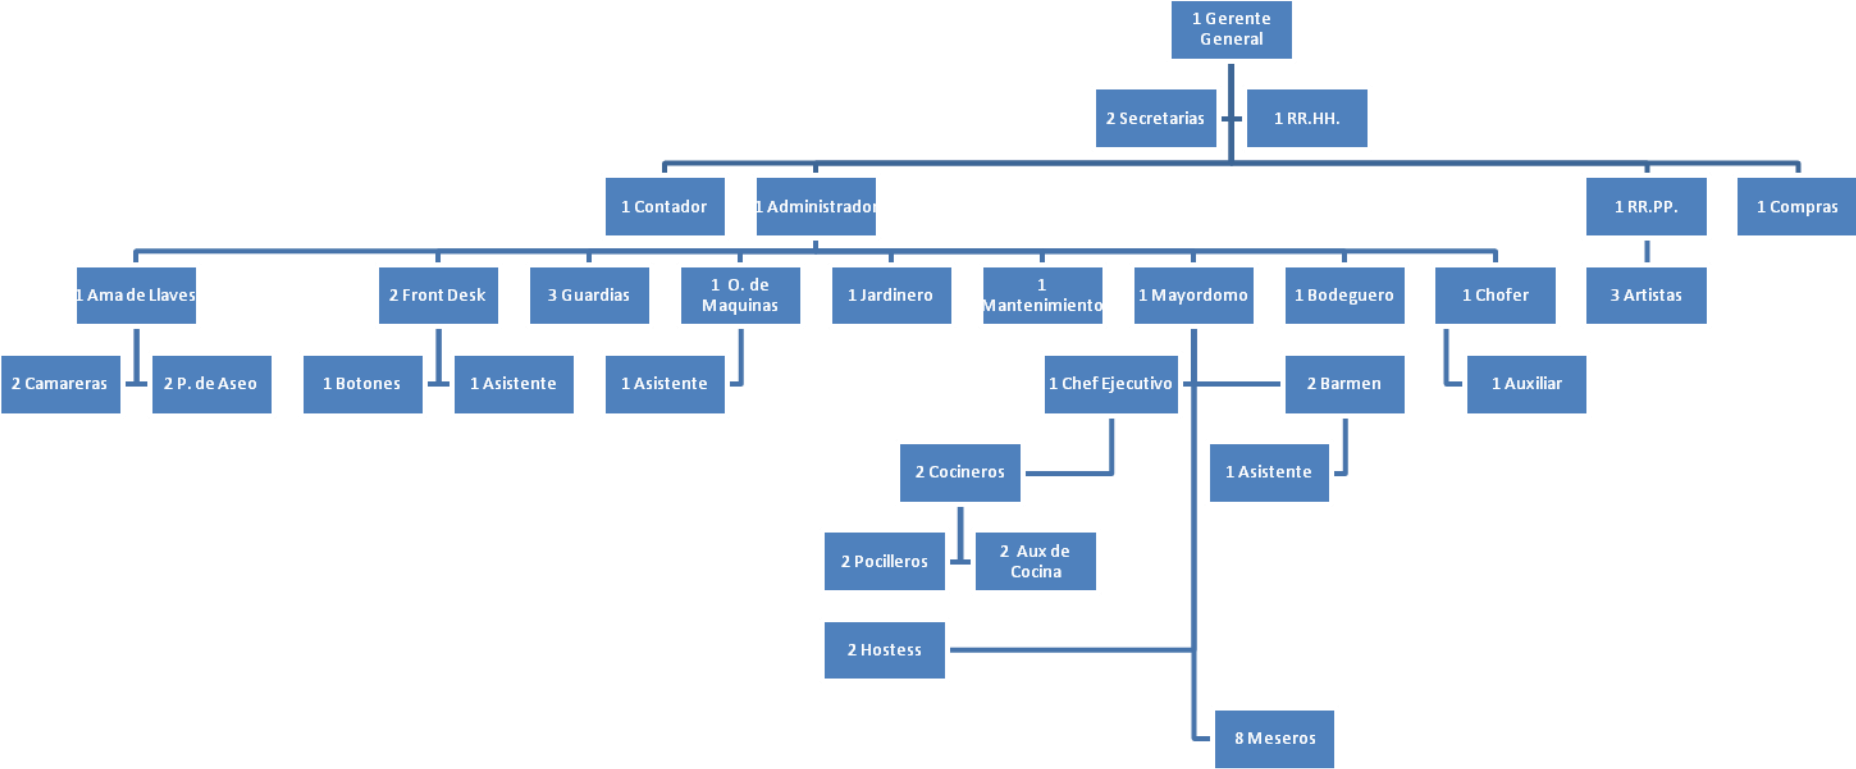 1 Gerente
General
2 Secretarias
1 RR.HH.
1 Contador
1 Administrador
1 RR.PP.
1 Compras
1 Ama de Llaves
2 Front Desk
3 Guardias
1 O. de
Maquinas
1 Jardinero
1
Mantenimiento
1 Mayordomo
1 Bodeguero
1 Chofer
3 Artistas
2 Camareras
2 P. de Aseo
1 Botones
1 Asistente
1 Asistente
1 Chef Ejecutivo
2 Barmen
1 Auxiliar
2 Cocineros
1 Asistente
2 Pocilleros
2 Aux de
Cocina
2 Hostess
8 Meseros